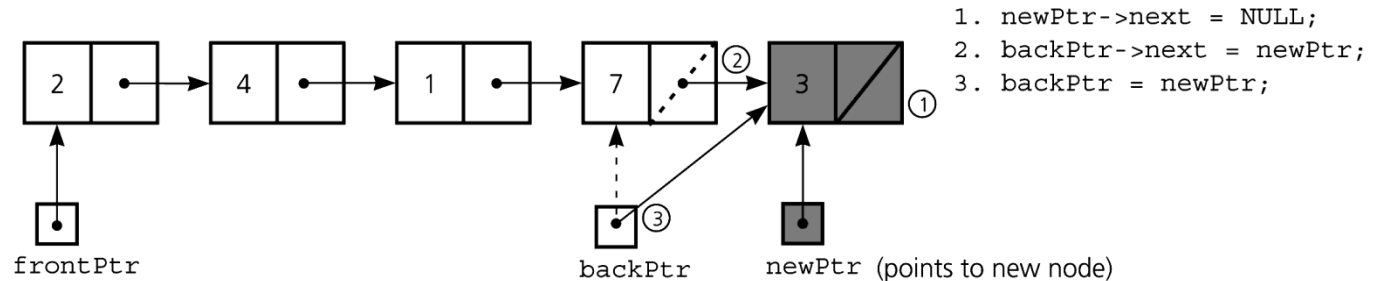 1. newPtr->next = NULL;
2. backPtr->next = newPtr;
3. backPtr = newPtr;
2 4 1 7 ② 3 ①
③
frontPtr backPtr newPtr (points to new node)